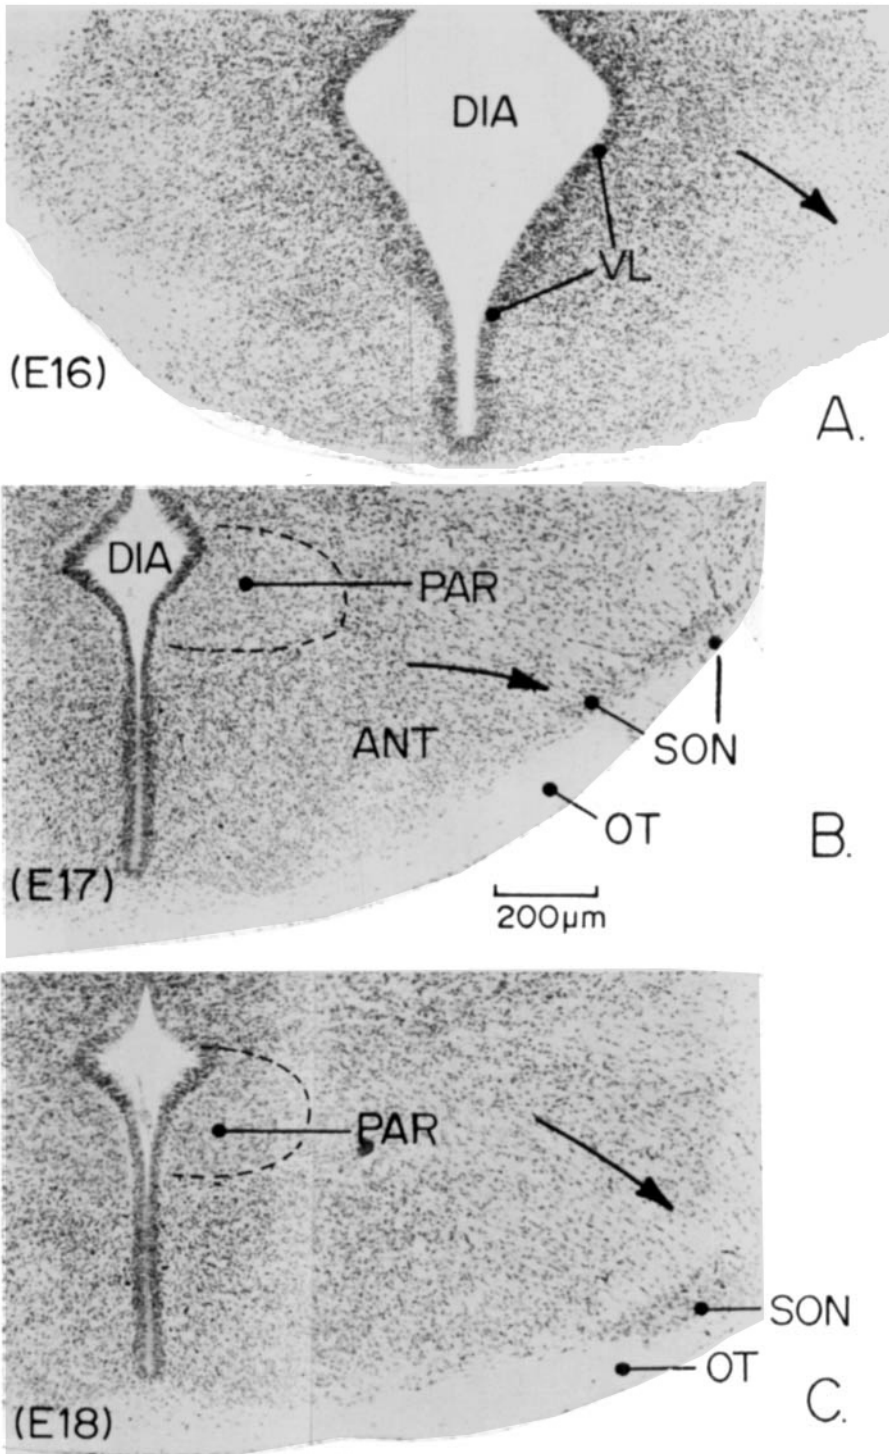 DIA
VL
(E16)
A.
DIA
PAR
ANT
SON
OT
B.
(E17)
200µm
PAR
SON
OT
(E18)
C.